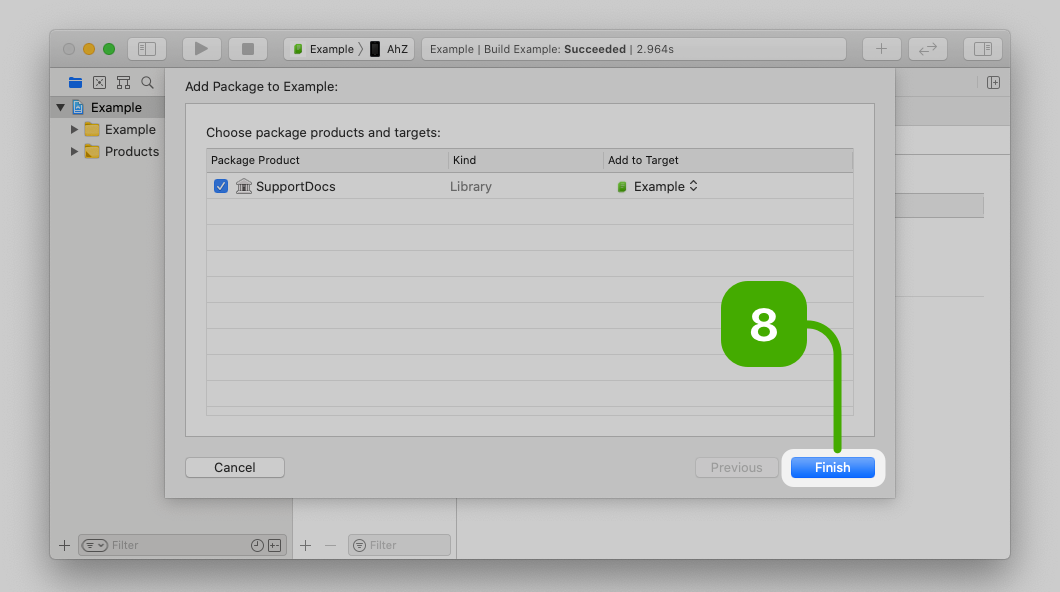 Example 〉 AhZ
Example | Build Example: Succeeded | 2.964s
Add Package to Example:
Example
Example
Products
Choose package products and targets:
Package Product Kind Add to Target
SupportDocs Library Example
8
Cancel Previous Finish
Filter Filter